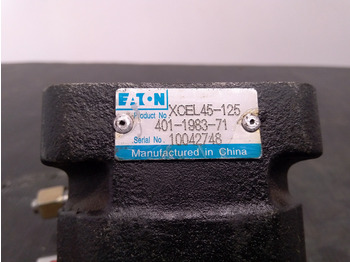 EATON
Product No. XCEL45-125
401-1983-71
Serial No. 10042748
Manufactured in China